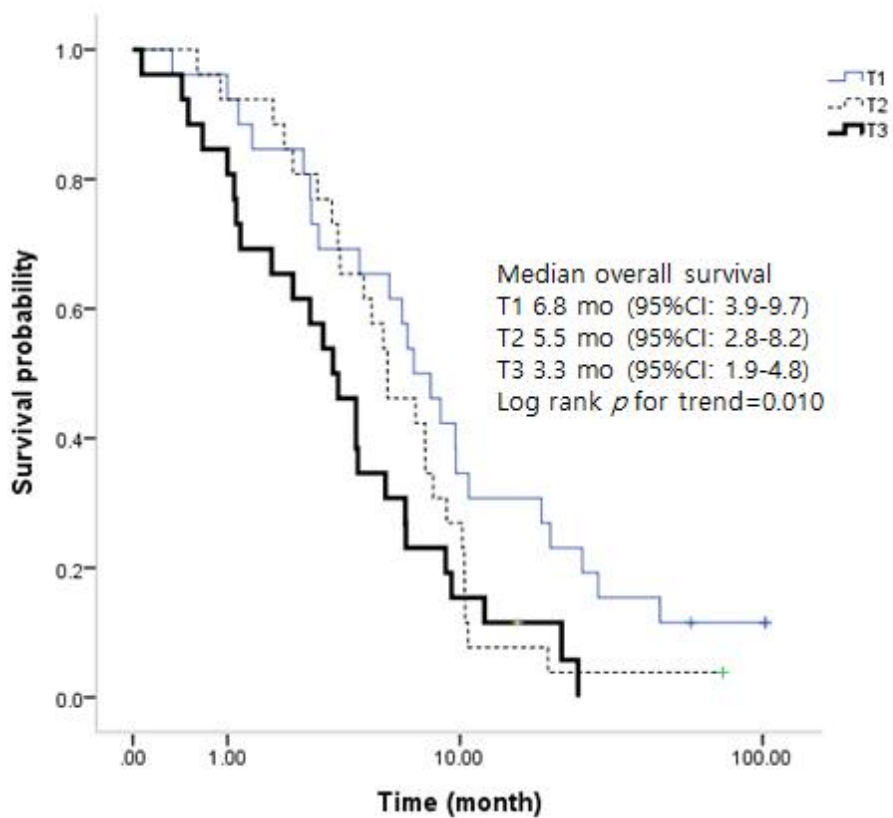 1.0
0.8
0.6
0.4
0.2
0.0
Survival probability
T1
T2
T3
Median overall survival
T1 6.8 mo (95%CI: 3.9-9.7)
T2 5.5 mo (95%CI: 2.8-8.2)
T3 3.3 mo (95%CI: 1.9-4.8)
Log rank p for trend=0.010
.00 1.00 10.00 100.00
Time (month)